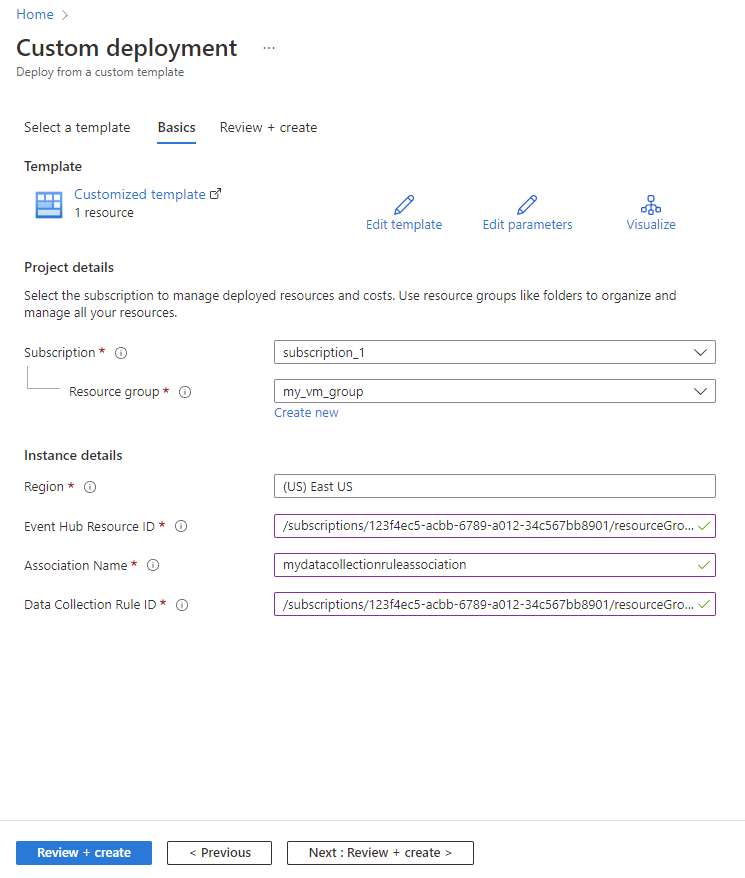 Home >
Custom deployment ...
Deploy from a custom template
Select a template Basics Review + create
Template
Customized template
1 resource
Edit template Edit parameters Visualize
Project details
Select the subscription to manage deployed resources and costs. Use resource groups like folders to organize and
manage all your resources.
Subscription * subscription_1
Resource group * my_vm_group
Create new
Instance details
Region * (US) East US
Event Hub Resource ID * /subscriptions/123f4ec5-acbb-6789-a012-34c567bb8901/resourceGro...
Association Name * mydatacollectionruleassociation
Data Collection Rule ID * /subscriptions/123f4ec5-acbb-6789-a012-34c567bb8901/resourceGro...
Review + create < Previous Next : Review + create >